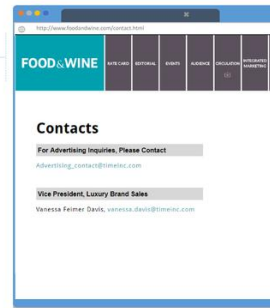 http://www.foodandwine.com/contact.html
FOOD&WINE
RATE CARD
EDITORIAL
EVENTS
AUDIENCE
CIRCULATION
INTEGRATED MARKETING
Contacts
For Advertising Inquiries, Please Contact
Advertising_contact@timeinc.com
Vice President, Luxury Brand Sales
Vanessa Feimer Davis, vanessa.davis@timeinc.com